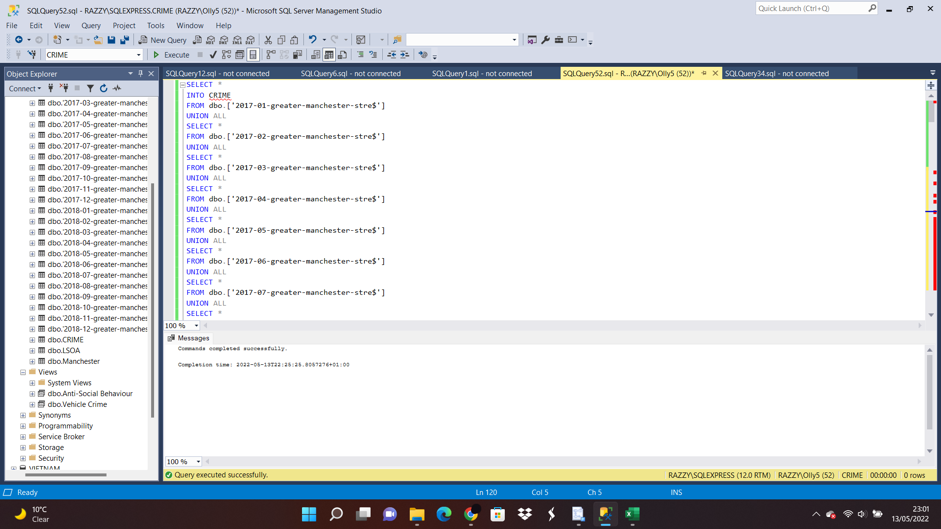 SQLQuery52.sql - RAZZY\SQLEXPRESS.CRIME (RAZZY\Olly5 (52))* - Microsoft SQL Server Management Studio
Quick Launch (Ctrl+Q)
File Edit View Query Project Tools Window Help
New Query
CRIME
Execute
Object Explorer
Connect
dbo.'2017-03-greater-manches
dbo.'2017-04-greater-manches
dbo.'2017-05-greater-manches
dbo.'2017-06-greater-manches
dbo.'2017-07-greater-manches
dbo.'2017-08-greater-manches
dbo.'2017-09-greater-manches
dbo.'2017-10-greater-manches
dbo.'2017-11-greater-manches
dbo.'2017-12-greater-manches
dbo.'2018-01-greater-manches
dbo.'2018-02-greater-manches
dbo.'2018-03-greater-manches
dbo.'2018-04-greater-manches
dbo.'2018-05-greater-manches
dbo.'2018-06-greater-manches
dbo.'2018-07-greater-manches
dbo.'2018-08-greater-manches
dbo.'2018-09-greater-manches
dbo.'2018-10-greater-manches
dbo.'2018-11-greater-manches
dbo.'2018-12-greater-manches
dbo.CRIME
dbo.LSOA
dbo.Manchester
Views
System Views
dbo.Anti-Social Behaviour
dbo.Vehicle Crime
Synonyms
Programmability
Service Broker
Storage
Security
VIETNAM
SQLQuery12.sql - not connected SQLQuery6.sql - not connected SQLQuery1.sql - not connected SQLQuery52.sql - R...(RAZZY\Olly5 (52))* SQLQuery34.sql - not connected
SELECT *
INTO CRIME
FROM dbo.['2017-01-greater-manchester-stre$']
UNION ALL
SELECT *
FROM dbo.['2017-02-greater-manchester-stre$']
UNION ALL
SELECT *
FROM dbo.['2017-03-greater-manchester-stre$']
UNION ALL
SELECT *
FROM dbo.['2017-04-greater-manchester-stre$']
UNION ALL
SELECT *
FROM dbo.['2017-05-greater-manchester-stre$']
UNION ALL
SELECT *
FROM dbo.['2017-06-greater-manchester-stre$']
UNION ALL
SELECT *
FROM dbo.['2017-07-greater-manchester-stre$']
UNION ALL
SELECT *
100 %
Messages
Commands completed successfully.
Completion time: 2022-05-13T22:25:28.8057276+01:00
100 %
Query executed successfully. RAZZY\SQLEXPRESS (12.0 RTM) RAZZY\Olly5 (52) CRIME 00:00:00 0 rows
Ready Ln 120 Col 5 Ch 5 INS
10°C
Clear
23:01
13/05/2022